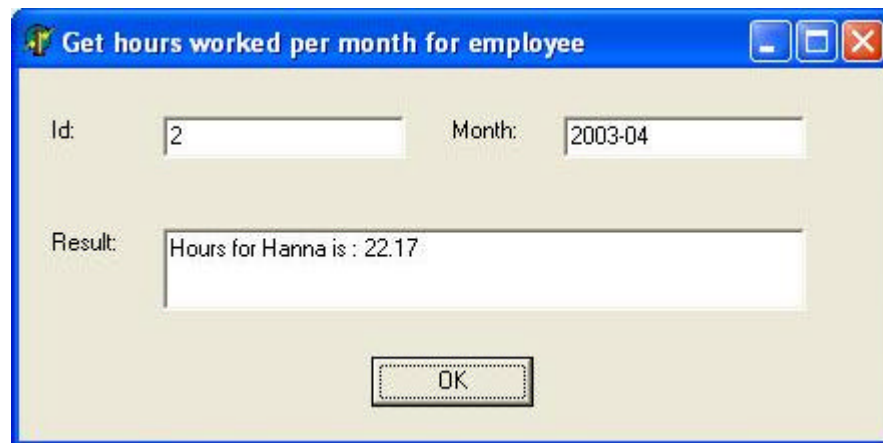 Get hours worked per month for employee
Id: 2 Month: 2003-04
Result: Hours for Hanna is : 22.17
OK